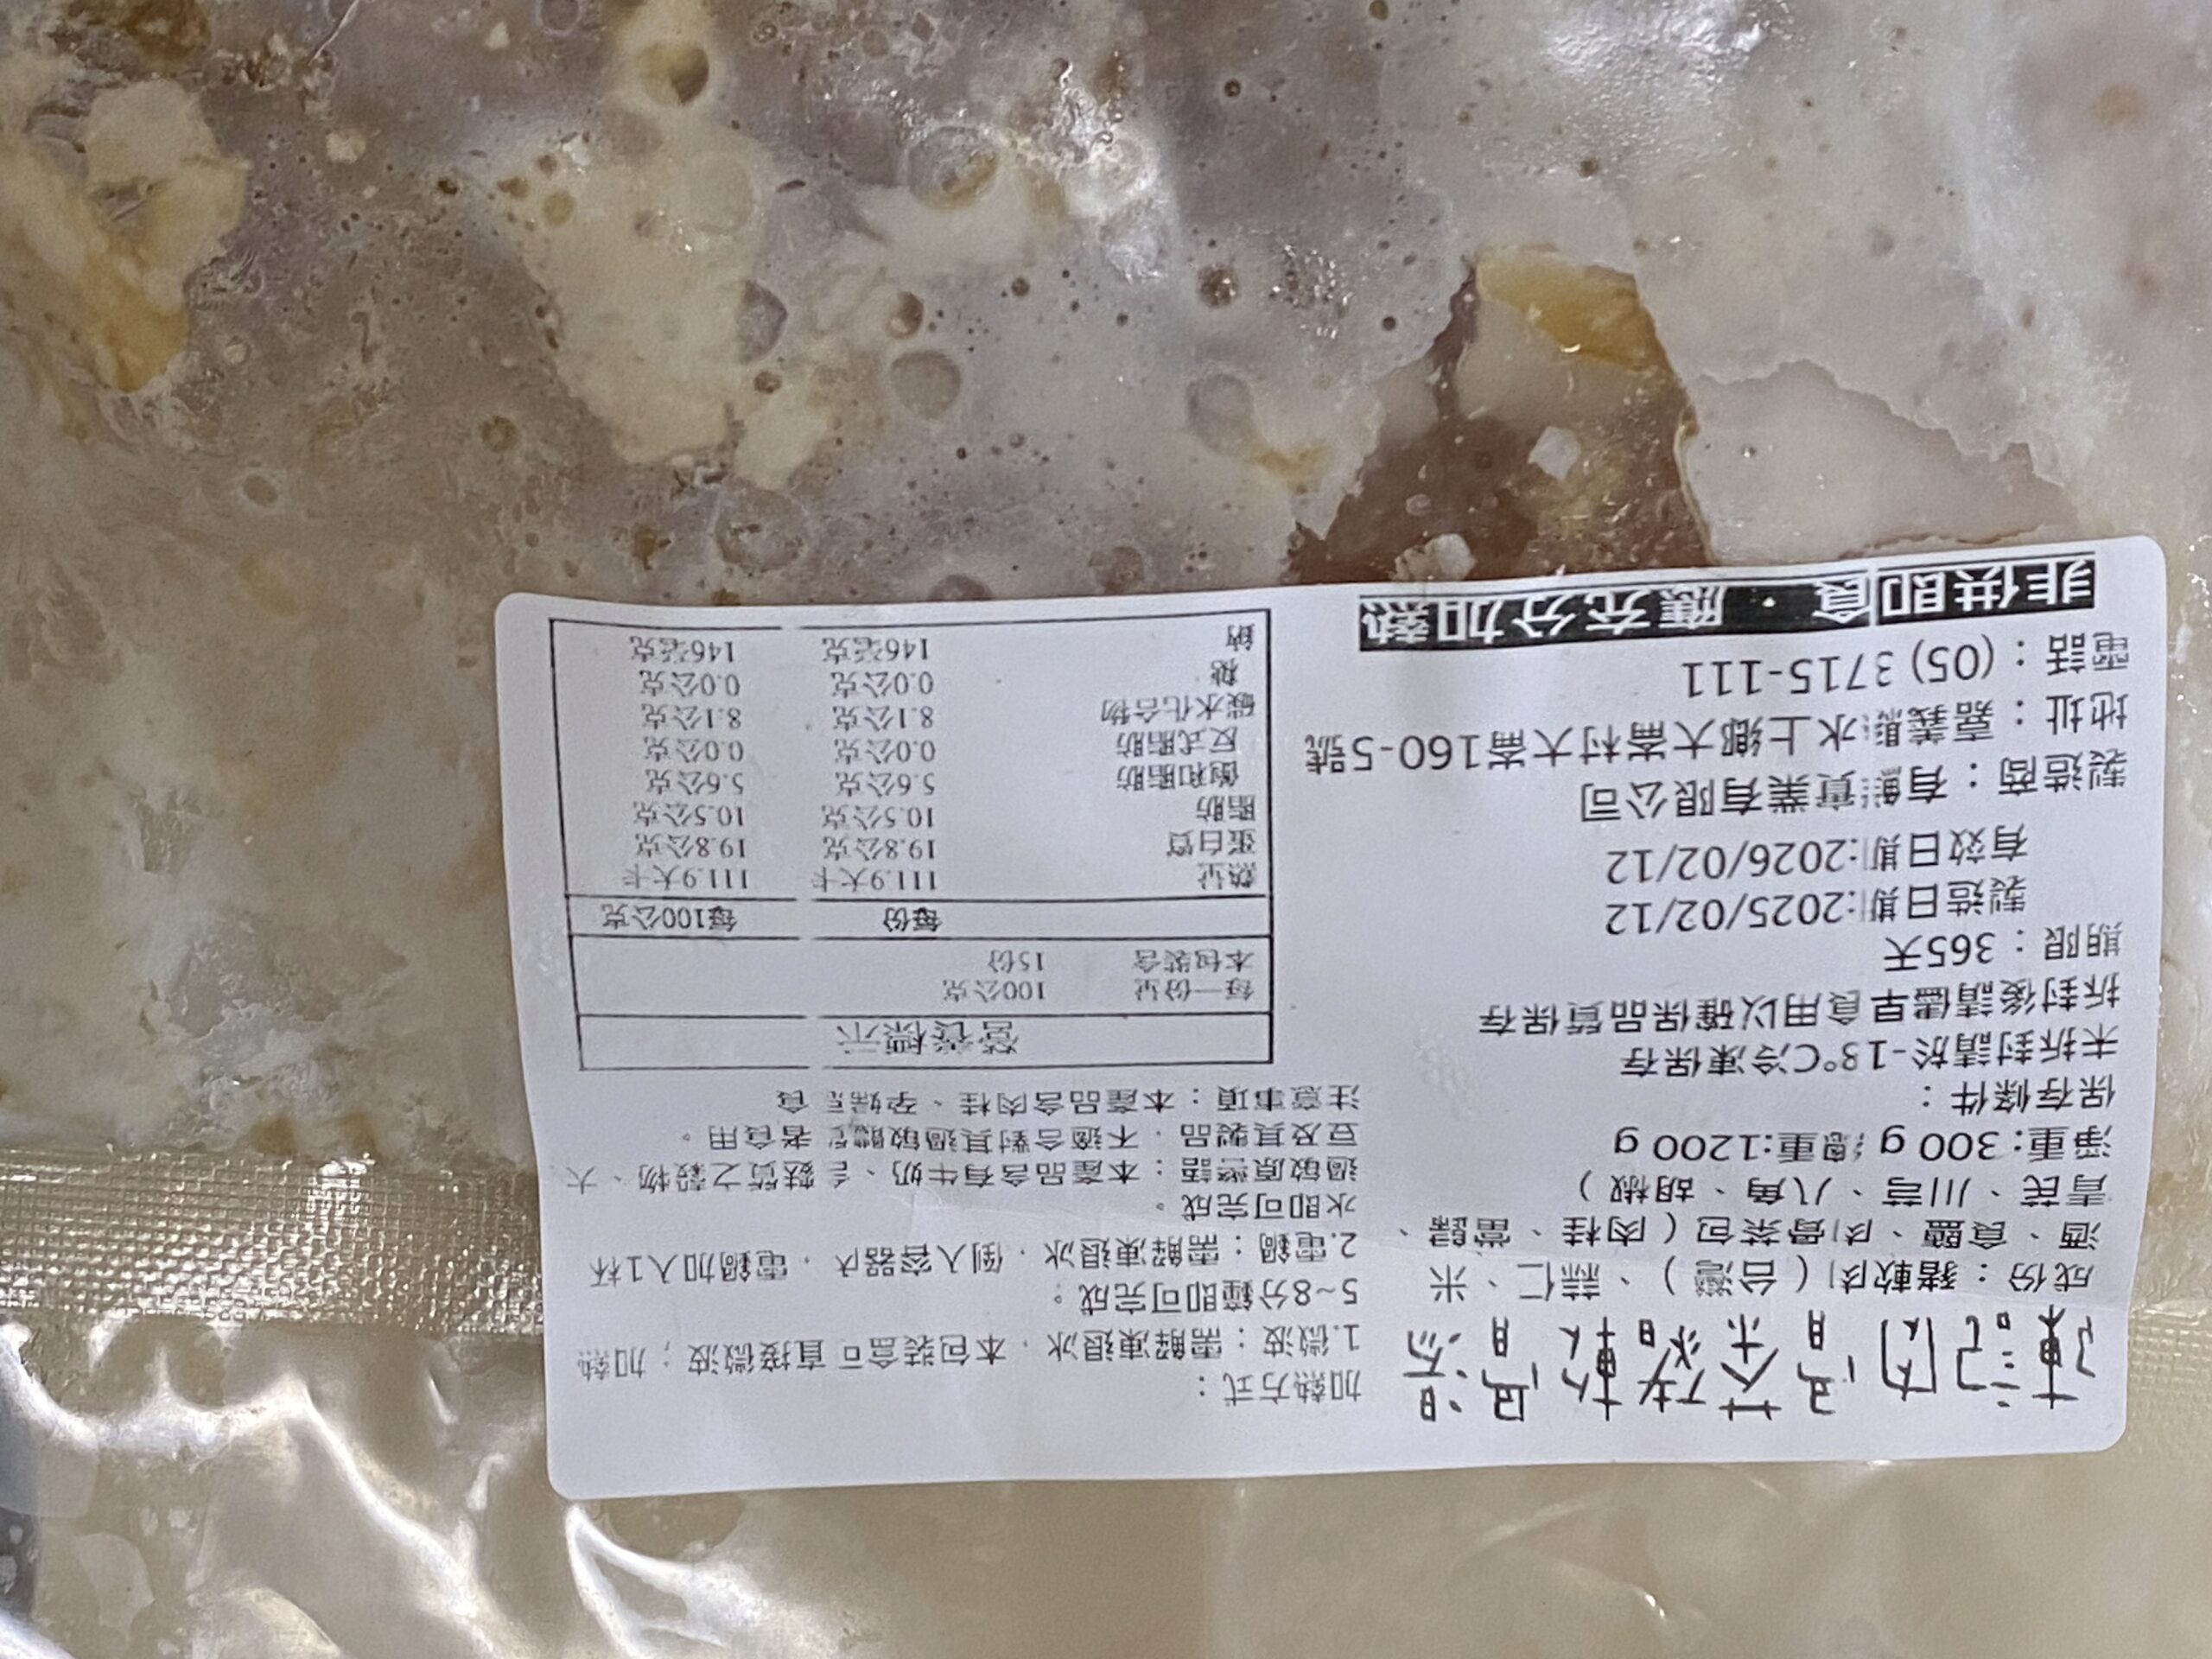 陳記肉骨茶豬軟骨湯
成份：豬軟肉(台灣)、蒜仁、米
酒、食鹽、肉骨茶包(肉桂、當歸、
、川芎、八角、胡椒)
淨重: 300 g 總重:1200 g
保存條件：
未拆封請於-18°C冷凍保存
拆封後請儘早食用以確保品質保存
期限：365天
製造日期:2025/02/12
有效日期:2026/02/12
製造商：有鮮實業有限公司
地址：嘉義縣水上鄉大崙村大崙160-5號
電話：(05) 3715-111
非供即食，應充分加熱
加熱方式：
1.微波：需解凍退冰，本包裝盒可直接微波；加熱
5~8分鐘即可完成。
2.電鍋：需解凍退冰，倒入容器內，電鍋加入1杯
水即可完成。
過敏原警語：本產品含有牛奶、含麩質之穀物、大
豆及其製品，不適合對其過敏體質者食用。
注意事項：本產品含肉桂、孕婦 食
營養標示
每一份量 100公克
本包裝含 15份
每份 每100公克
熱量 111.9大卡 111.9大卡
蛋白質 19.8公克 19.8公克
脂肪 10.5公克 10.5公克
飽和脂肪 5.6公克 5.6公克
反式脂肪 0.0公克 0.0公克
碳水化合物 8.1公克 8.1公克
糖 0.0公克 0.0公克
鈉 146毫克 146毫克